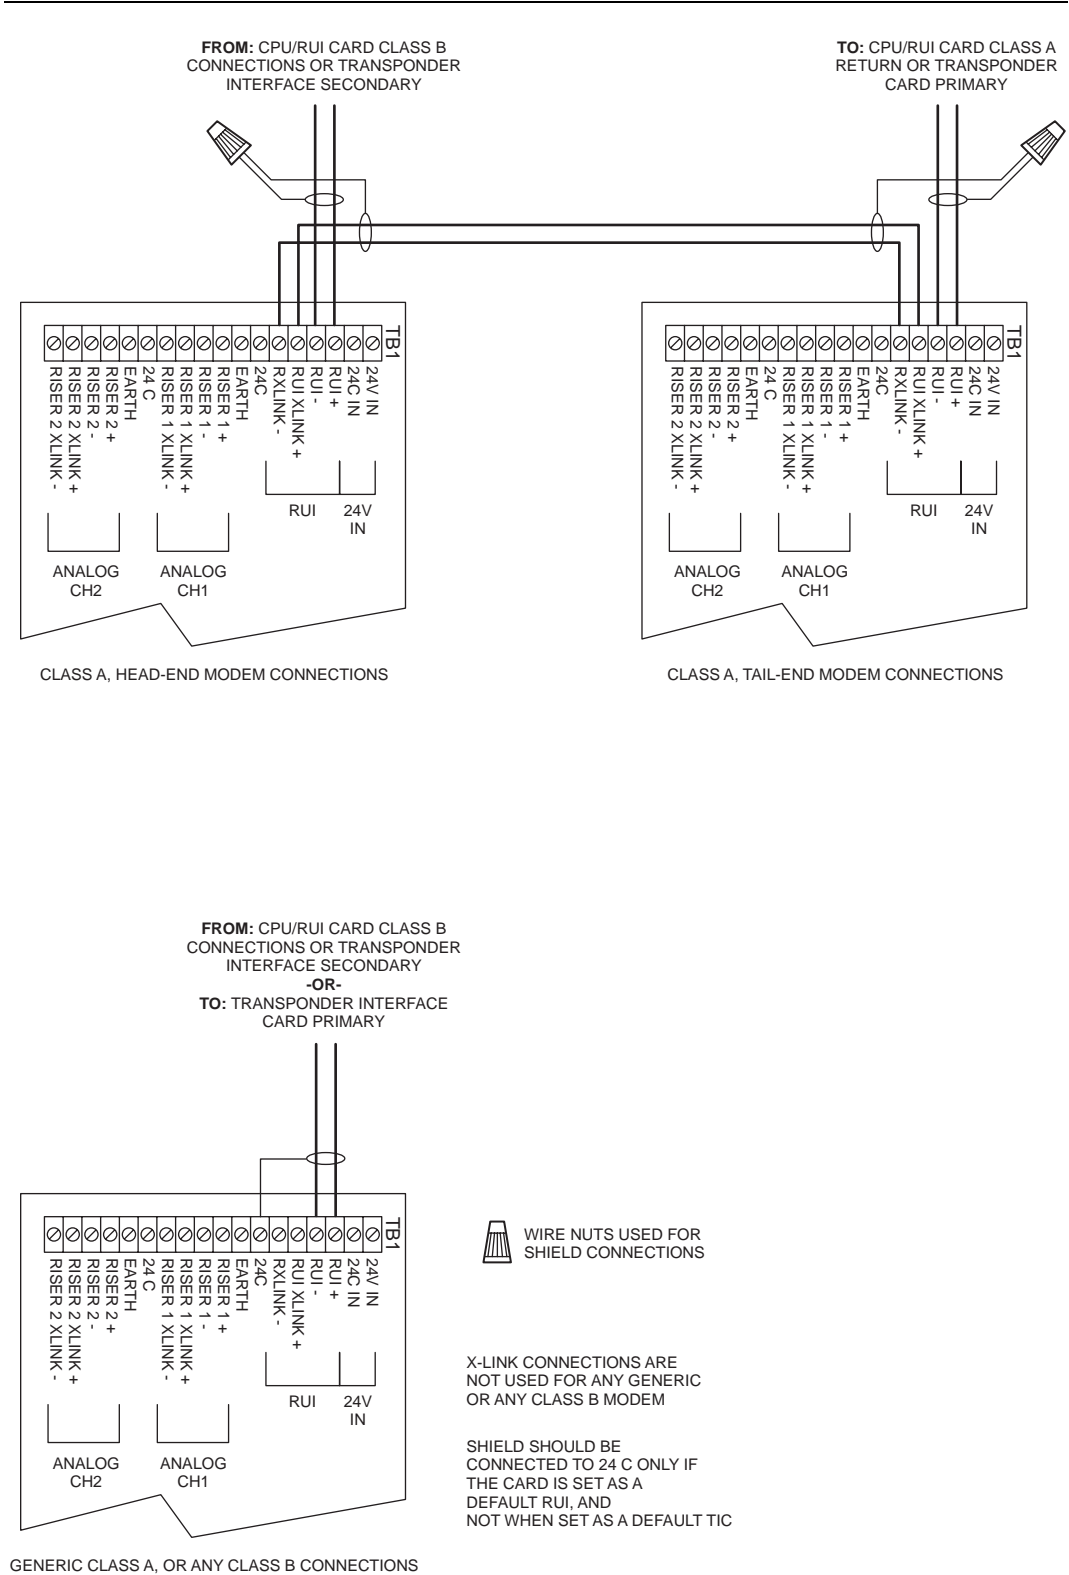 FROM: CPU/RUI CARD CLASS B
CONNECTIONS OR TRANSPONDER
INTERFACE SECONDARY
TO: CPU/RUI CARD CLASS A
RETURN OR TRANSPONDER
CARD PRIMARY
TB1
RISER 2 XLINK -
RISER 2 XLINK +
RISER 2 -
RISER 2 +
EARTH
24 C
RISER 1 XLINK -
RISER 1 XLINK +
RISER 1 -
RISER 1 +
EARTH
24C
RXLINK -
RUI XLINK +
RUI -
RUI +
24C IN
24V IN
RUI
24V
IN
ANALOG
CH2
ANALOG
CH1
CLASS A, HEAD-END MODEM CONNECTIONS
TB1
RISER 2 XLINK -
RISER 2 XLINK +
RISER 2 -
RISER 2 +
EARTH
24 C
RISER 1 XLINK -
RISER 1 XLINK +
RISER 1 -
RISER 1 +
EARTH
24C
RXLINK -
RUI XLINK +
RUI -
RUI +
24C IN
24V IN
RUI
24V
IN
ANALOG
CH2
ANALOG
CH1
CLASS A, TAIL-END MODEM CONNECTIONS
FROM: CPU/RUI CARD CLASS B
CONNECTIONS OR TRANSPONDER
INTERFACE SECONDARY
-OR-
TO: TRANSPONDER INTERFACE
CARD PRIMARY
TB1
RISER 2 XLINK -
RISER 2 XLINK +
RISER 2 -
RISER 2 +
EARTH
24 C
RISER 1 XLINK -
RISER 1 XLINK +
RISER 1 -
RISER 1 +
EARTH
24C
RXLINK -
RUI XLINK +
RUI -
RUI +
24C IN
24V IN
RUI
24V
IN
ANALOG
CH2
ANALOG
CH1
GENERIC CLASS A, OR ANY CLASS B CONNECTIONS
WIRE NUTS USED FOR
SHIELD CONNECTIONS
X-LINK CONNECTIONS ARE
NOT USED FOR ANY GENERIC
OR ANY CLASS B MODEM
SHIELD SHOULD BE
CONNECTED TO 24 C ONLY IF
THE CARD IS SET AS A
DEFAULT RUI, AND
NOT WHEN SET AS A DEFAULT TIC